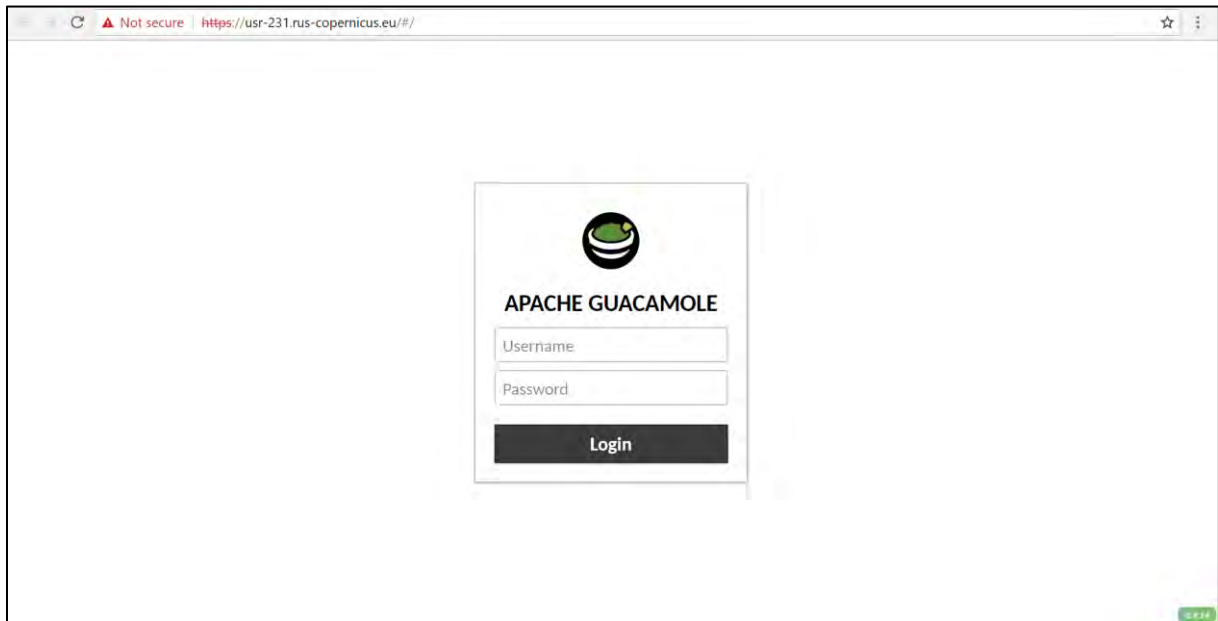 Not secure https://usr-231.rus-copernicus.eu/#/
APACHE GUACAMOLE
Username
Password
Login